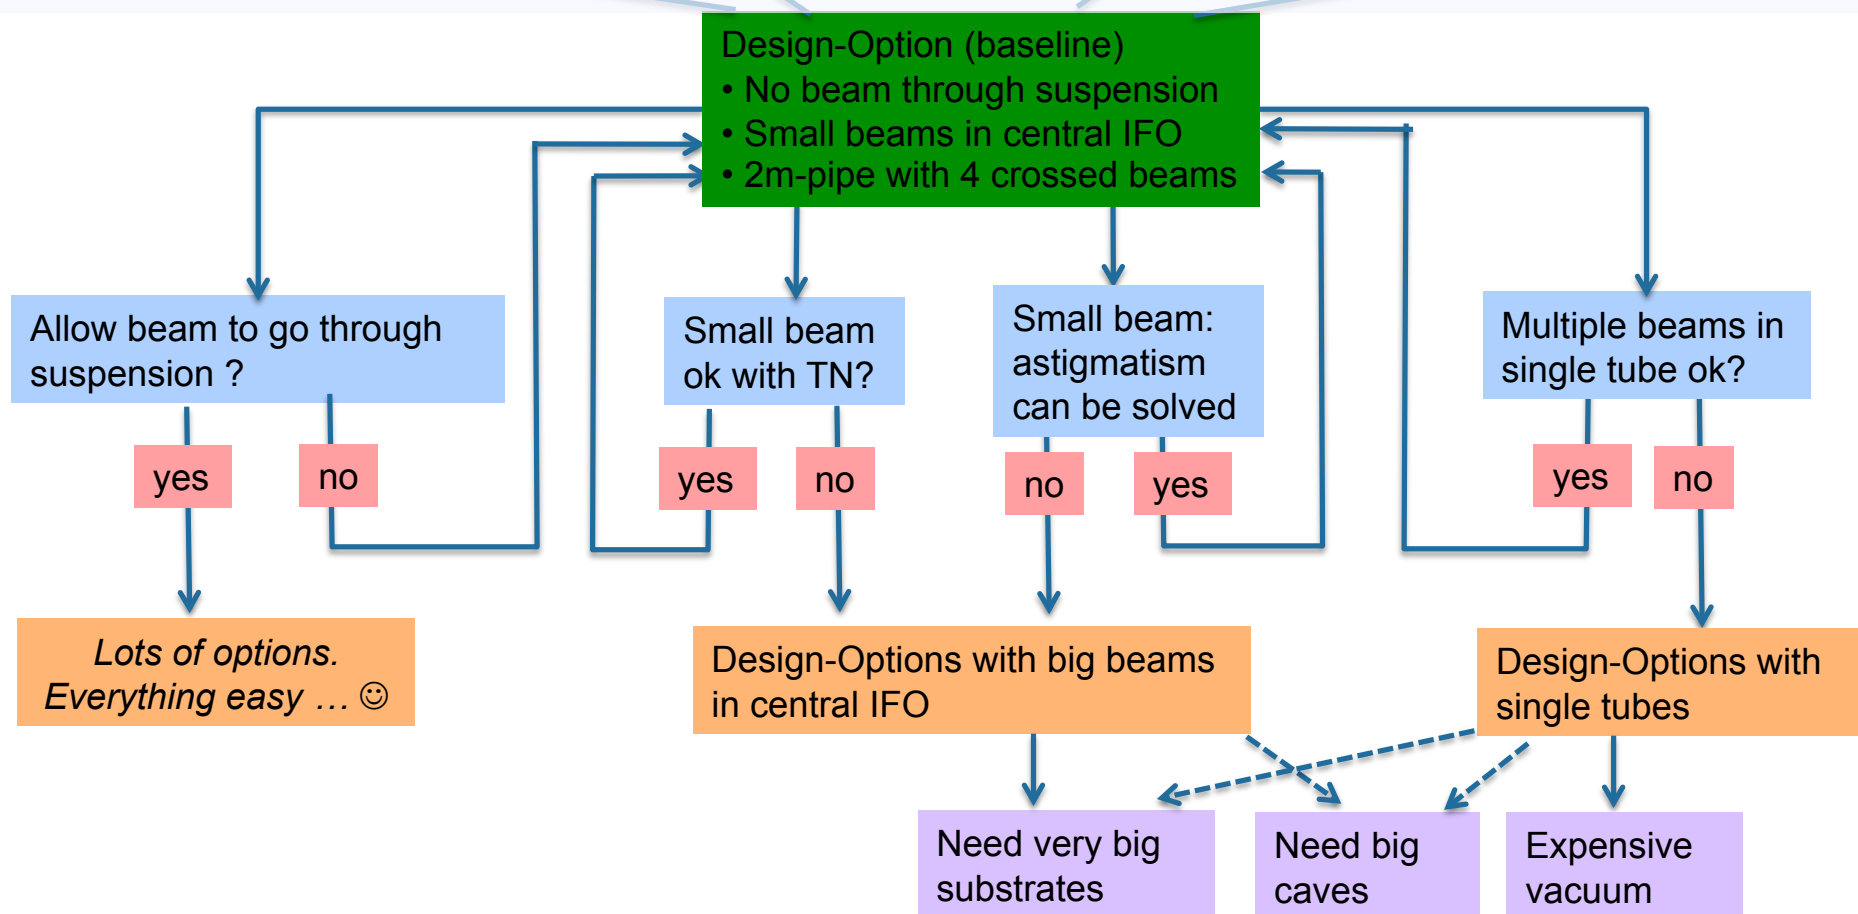 Design-Option (baseline)
• No beam through suspension
• Small beams in central IFO
• 2m-pipe with 4 crossed beams
Allow beam to go through
suspension ?
Small beam
ok with TN?
Small beam:
astigmatism
can be solved
Multiple beams in
single tube ok?
yes
no
yes
no
no
yes
yes
no
Lots of options.
Everything easy … ☺
Design-Options with big beams
in central IFO
Design-Options with
single tubes
Need very big
substrates
Need big
caves
Expensive
vacuum